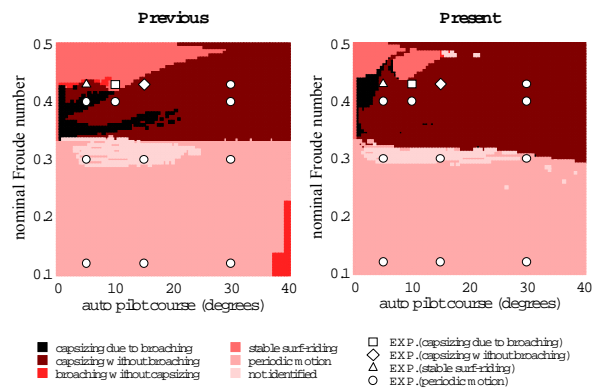 Previous
Present
0.5
0.4
0.3
0.2
0.1
nominal Froude number
0 10 20 30 40
auto pilot course (degrees)
0.5
0.4
0.3
0.2
0.1
nominal Froude number
0 10 20 30 40
auto pilot course (degrees)
capsizing due to broaching
capsizing without broaching
broaching without capsizing
stable surf-riding
periodic motion
not identified
EXP.(capsizing due to broaching)
EXP.(capsizing without broaching)
EXP.(stable surf-riding)
EXP.(periodic motion)